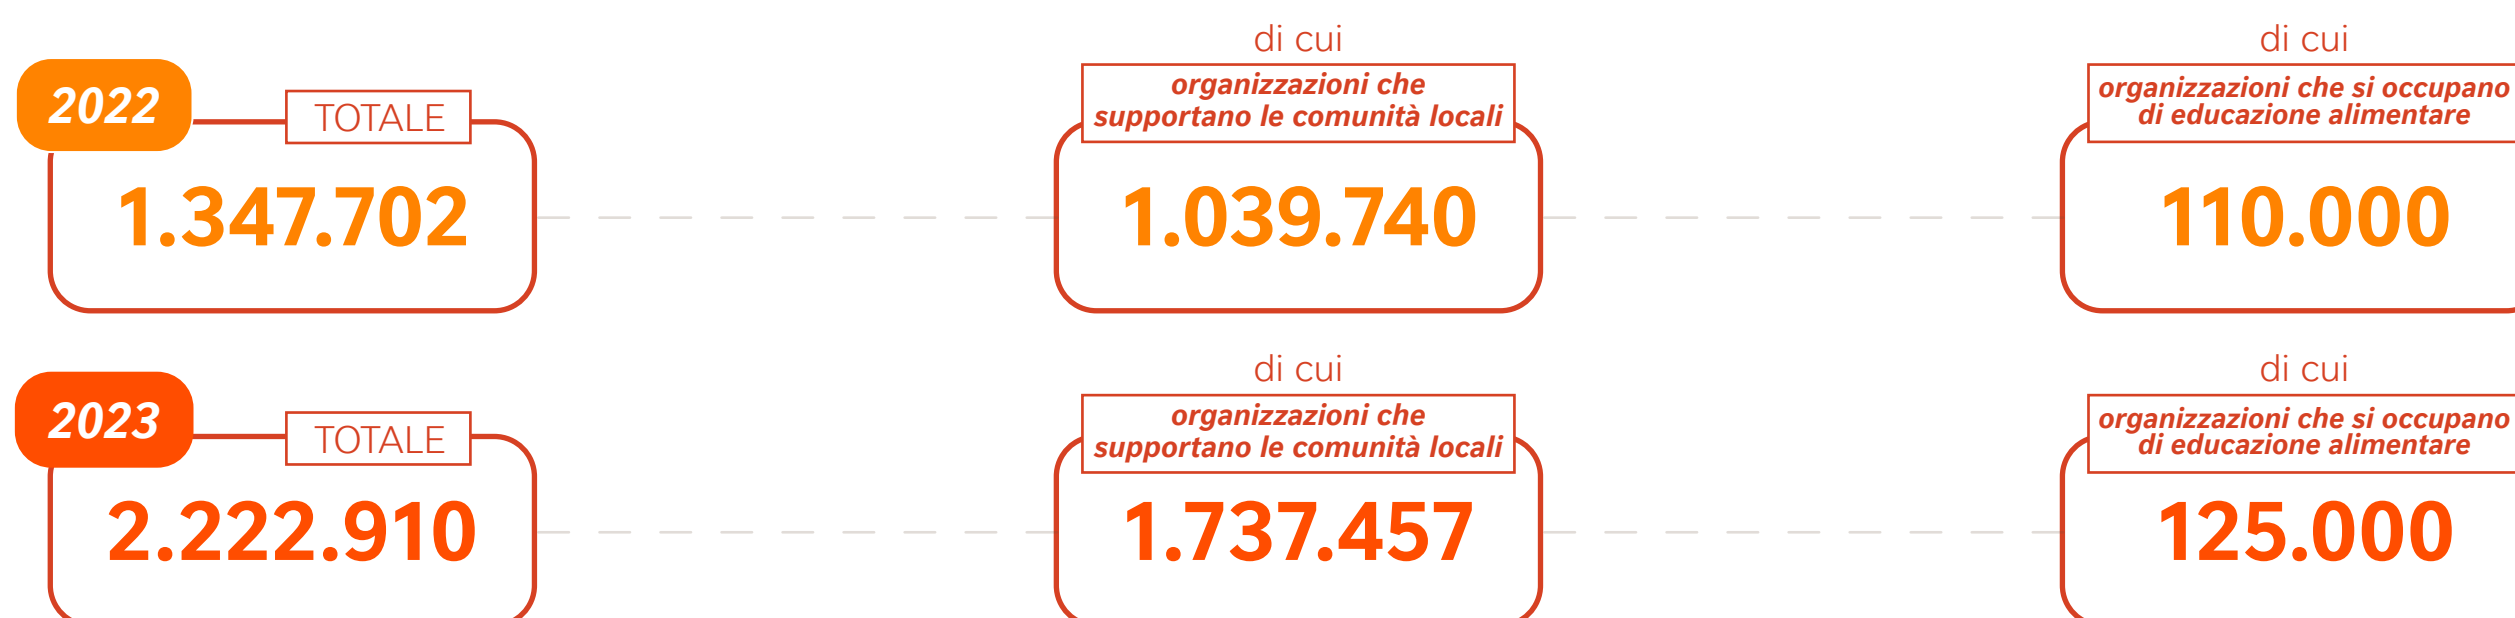 2022
TOTALE
1.347.702
di cui
organizzazioni che
supportano le comunità locali
1.039.740
di cui
organizzazioni che si occupano
di educazione alimentare
110.000
2023
TOTALE
2.222.910
di cui
organizzazioni che
supportano le comunità locali
1.737.457
di cui
organizzazioni che si occupano
di educazione alimentare
125.000